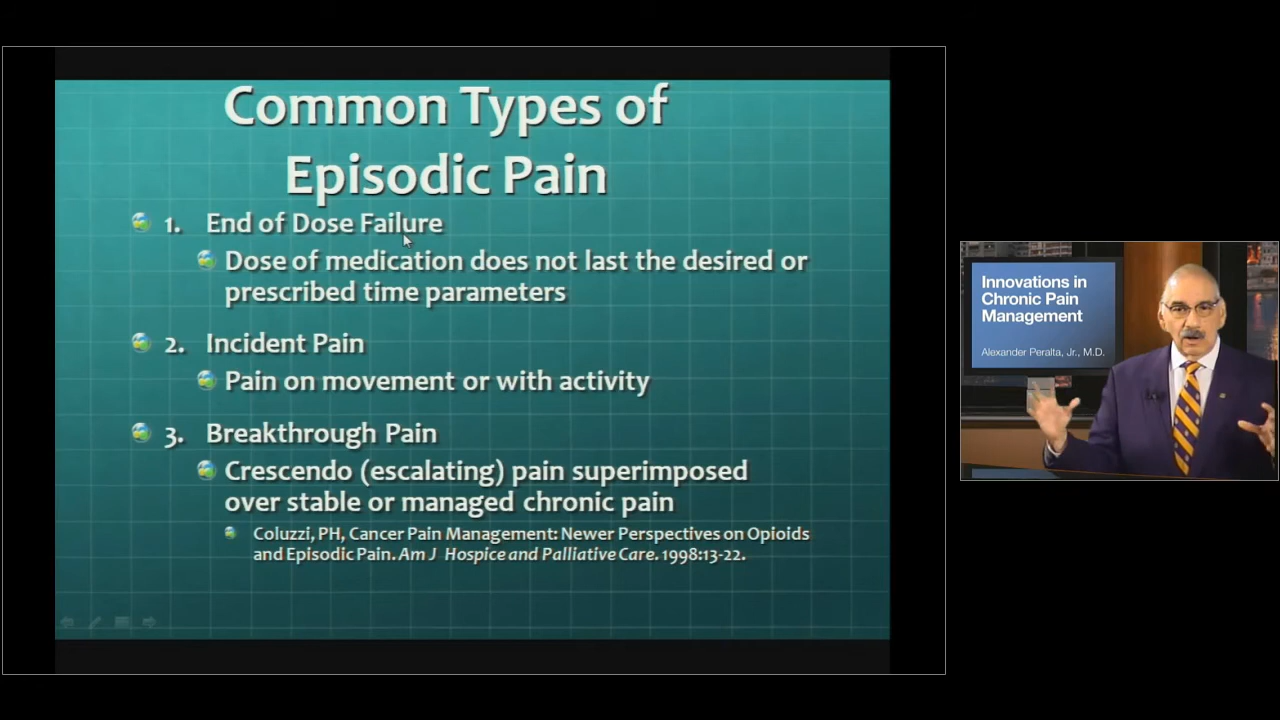 Common Types of
Episodic Pain
1. End of Dose Failure
Dose of medication does not last the desired or
prescribed time parameters
2. Incident Pain
Pain on movement or with activity
3. Breakthrough Pain
Crescendo (escalating) pain superimposed
over stable or managed chronic pain
Coluzzi, PH, Cancer Pain Management: Newer Perspectives on Opioids
and Episodic Pain. Am J Hospice and Palliative Care. 1998:13-22.
Innovations in
Chronic Pain
Management
Alexander Peralta, Jr., M.D.